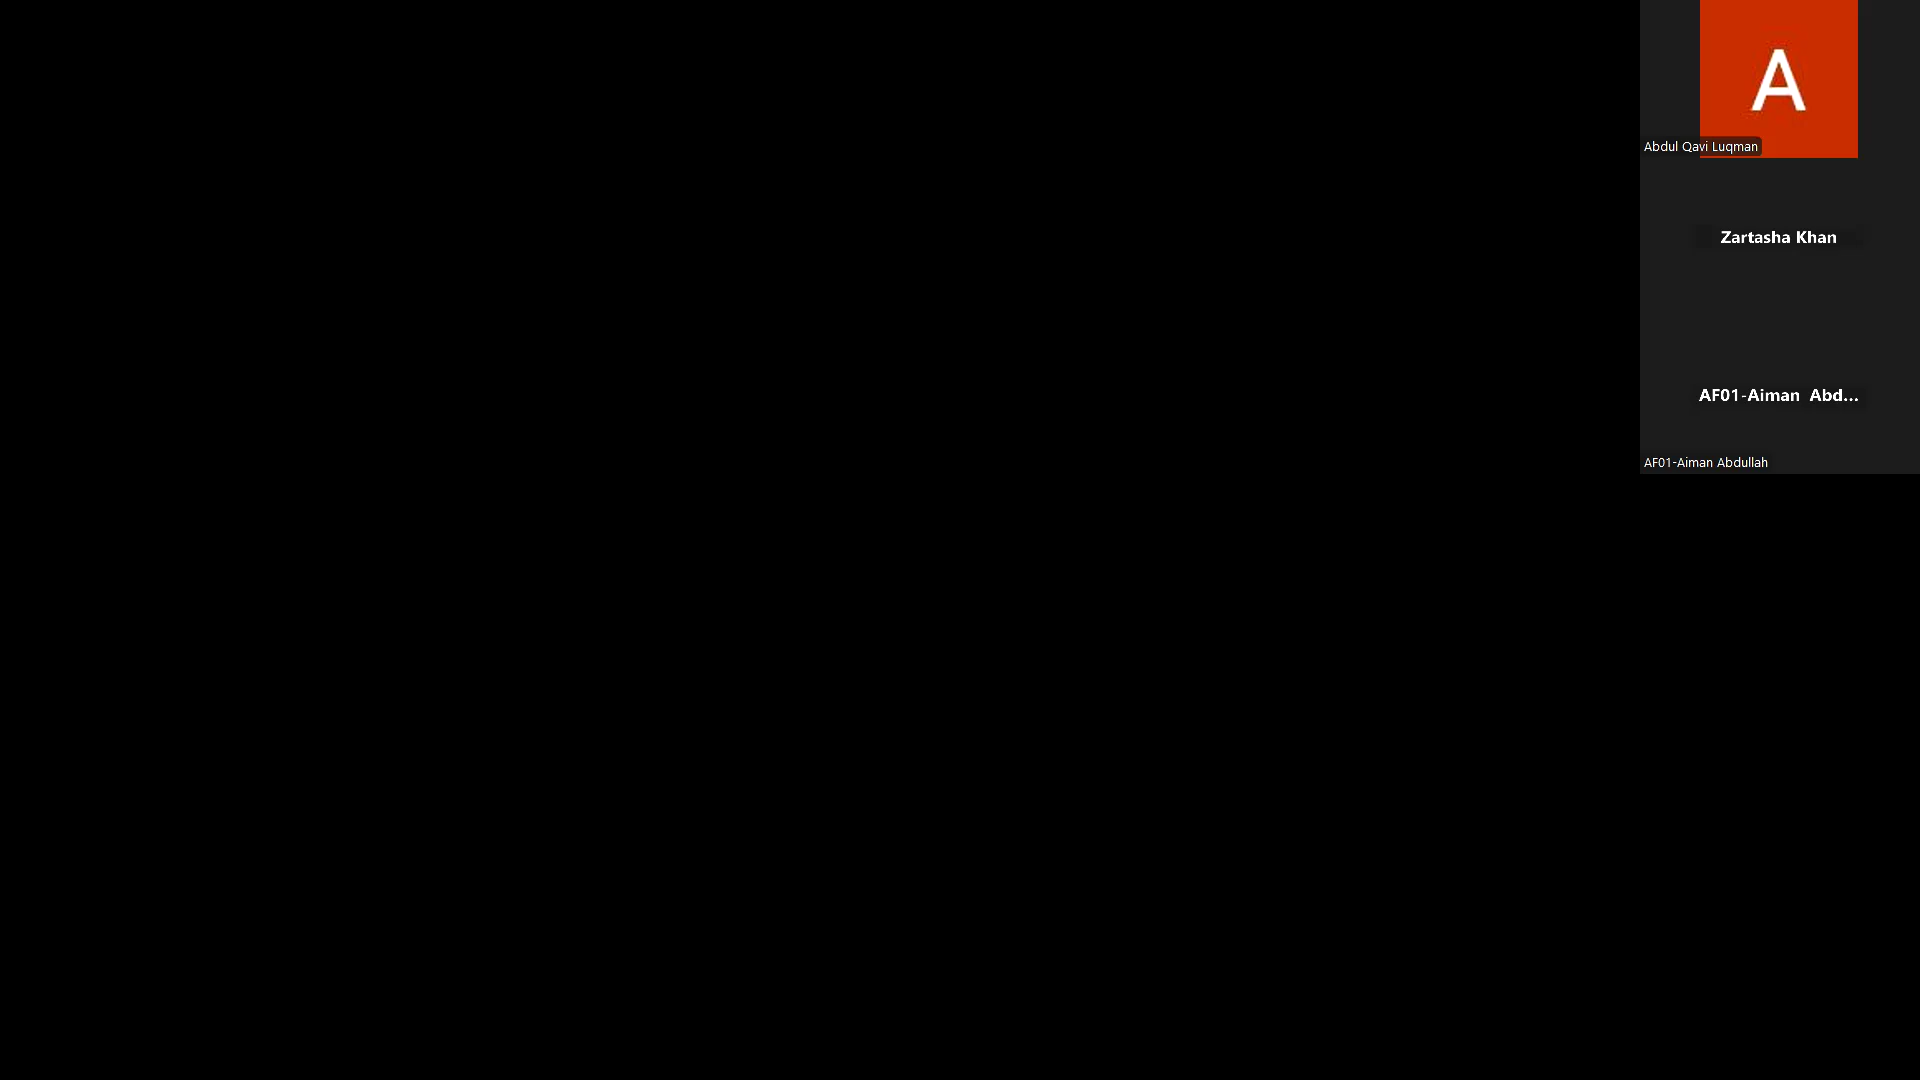 A
Abdul Qavi Luqman
Zartasha Khan
AF01-Aiman Abd...
AF01-Aiman Abdullah